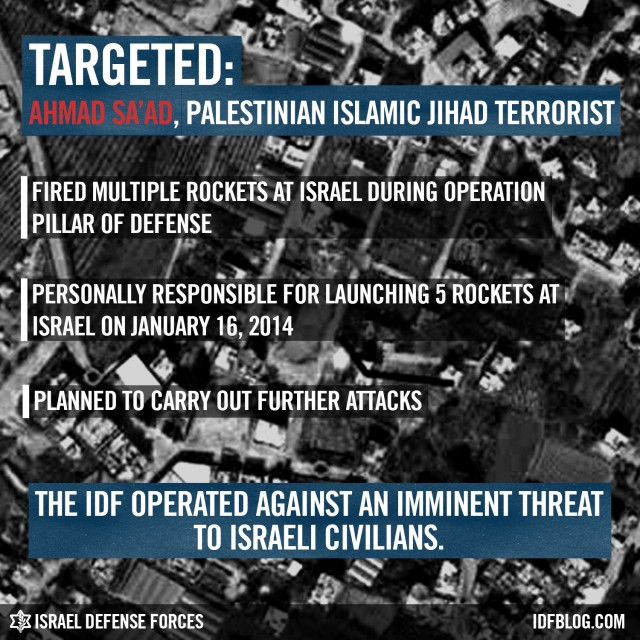 TARGETED:
AHMAD SA'AD, PALESTINIAN ISLAMIC JIHAD TERRORIST
FIRED MULTIPLE ROCKETS AT ISRAEL DURING OPERATION
PILLAR OF DEFENSE
PERSONALLY RESPONSIBLE FOR LAUNCHING 5 ROCKETS AT
ISRAEL ON JANUARY 16, 2014
PLANNED TO CARRY OUT FURTHER ATTACKS
THE IDF OPERATED AGAINST AN IMMINENT THREAT
TO ISRAELI CIVILIANS.
ISRAEL DEFENSE FORCES
IDFBLOG.COM